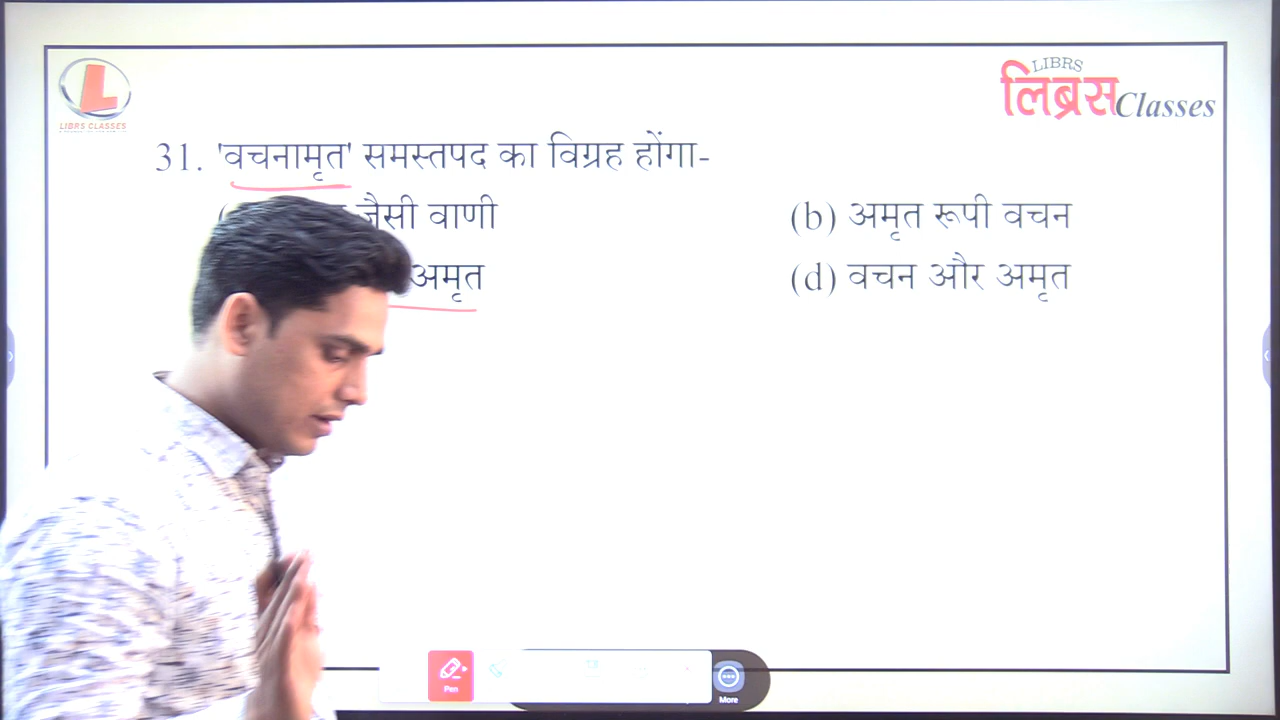 L
LIBRS CLASSES
LIBRS
लिब्रस Classes
31. 'वचनामृत' समस्तपद का विग्रह होंगा-
जैसी वाणी
(b) अमृत रूपी वचन
अमृत
(d) वचन और अमृत
Pen
More